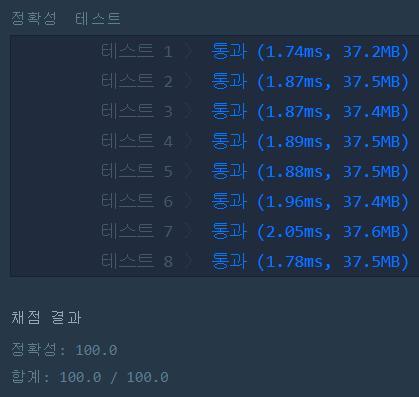 정확성 테스트
테스트 1 〉 통과 (1.74ms, 37.2MB)
테스트 2 〉 통과 (1.87ms, 37.5MB)
테스트 3 〉 통과 (1.87ms, 37.4MB)
테스트 4 〉 통과 (1.89ms, 37.5MB)
테스트 5 〉 통과 (1.88ms, 37.5MB)
테스트 6 〉 통과 (1.96ms, 37.4MB)
테스트 7 〉 통과 (2.05ms, 37.6MB)
테스트 8 〉 통과 (1.78ms, 37.5MB)
채점 결과
정확성: 100.0
합계: 100.0 / 100.0